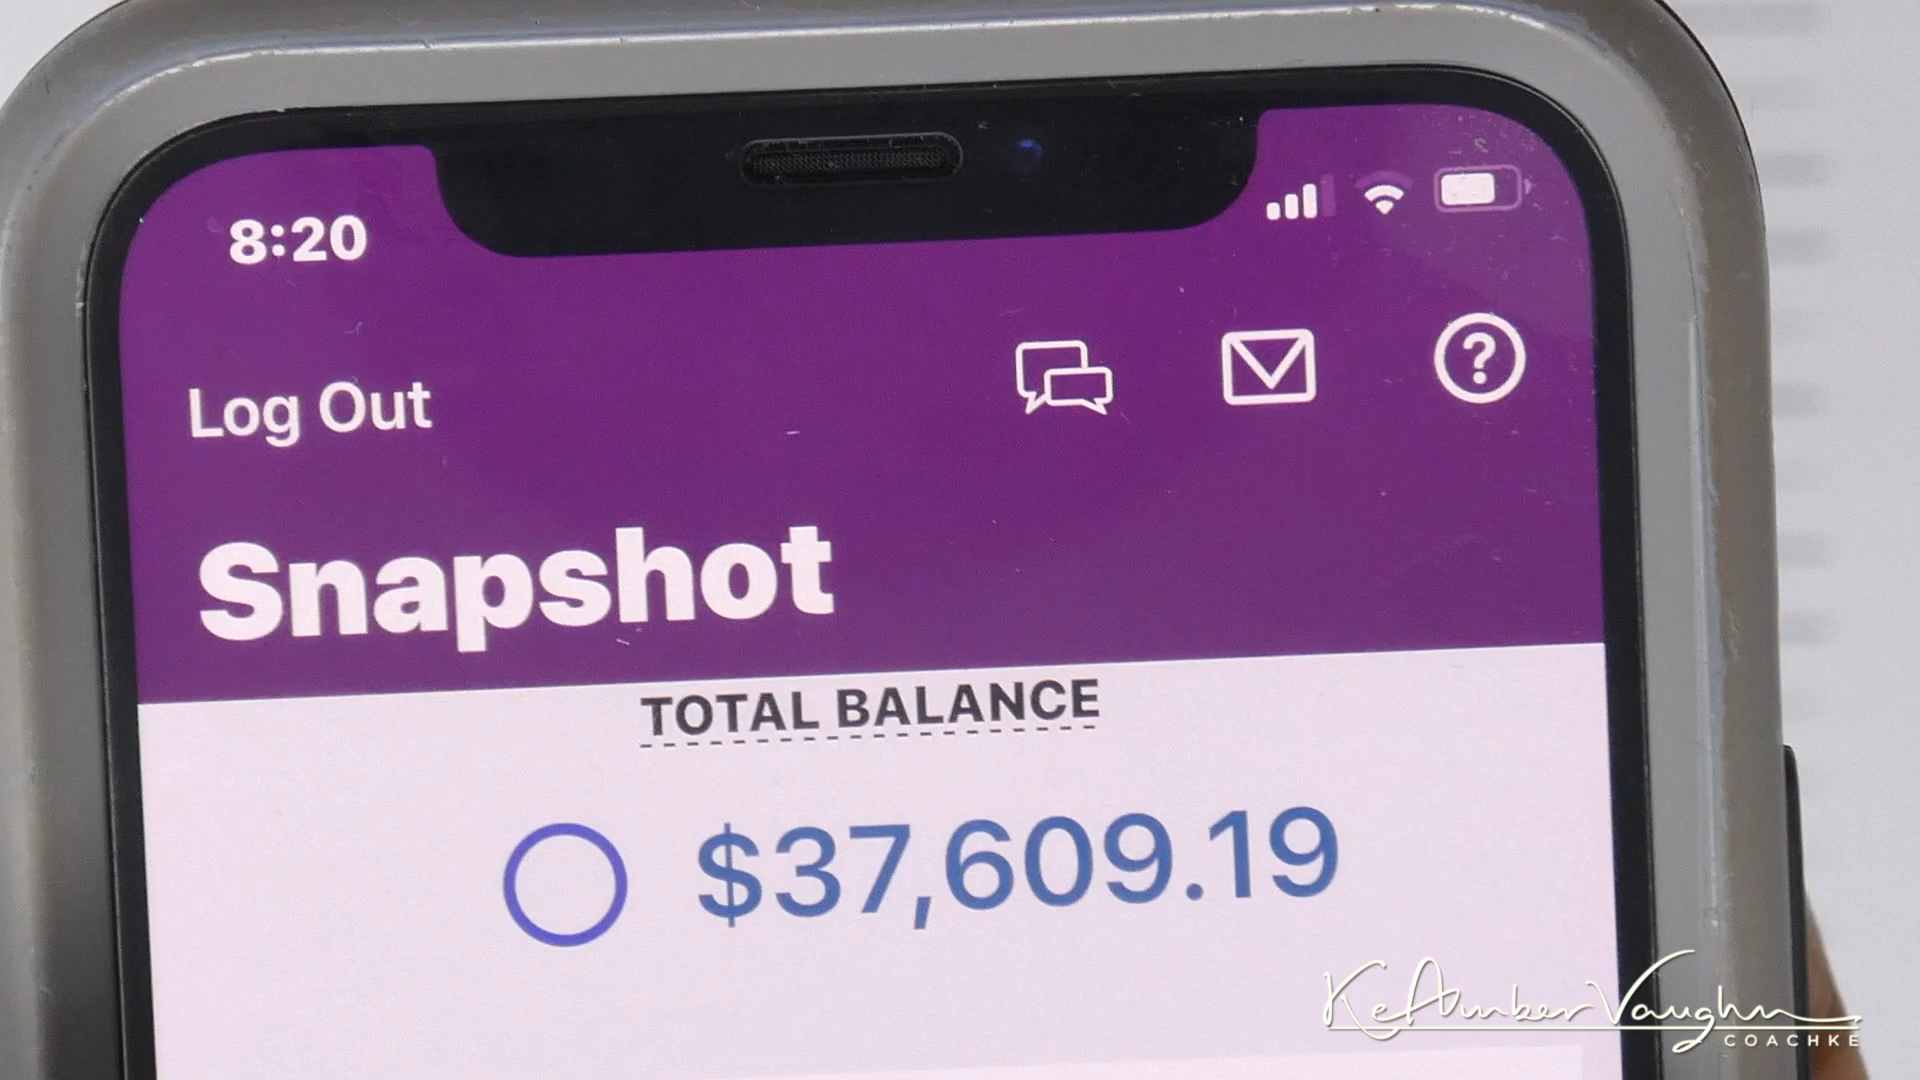 8:20
Log Out
Snapshot
TOTAL BALANCE
$37,609.19
KeAmber Vaughn
COACHKE